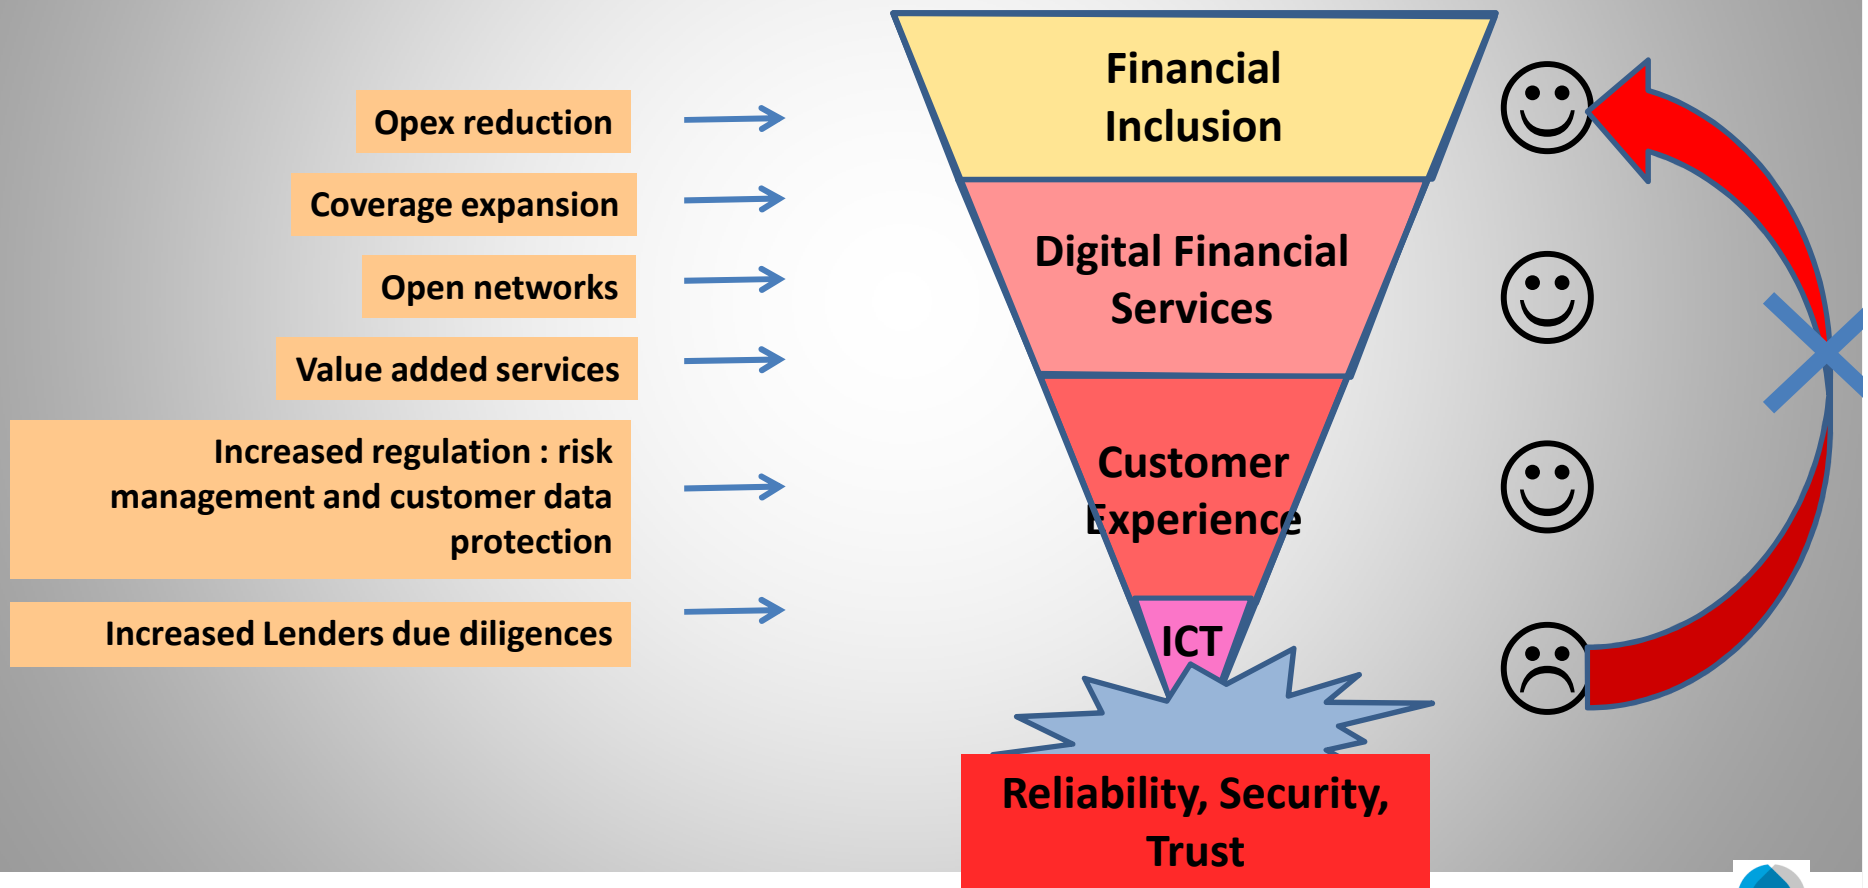 Opex reduction
Coverage expansion
Open networks
Value added services
Increased regulation : risk
management and customer data
protection
Increased Lenders due diligences
Financial
Inclusion
Digital Financial
Services
Customer
Experience
ICT
Reliability, Security,
Trust